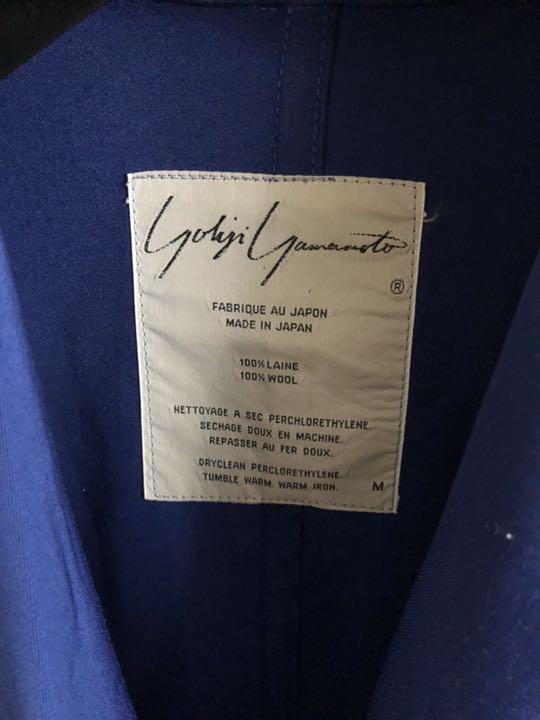 Yohji Yamamoto
®
FABRIQUE AU JAPON
MADE IN JAPAN
100% LAINE
100% WOOL
NETTOYAGE A SEC PERCHLORETHYLENE.
SECHAGE DOUX EN MACHINE.
REPASSER AU FER DOUX.
DRYCLEAN PERCLORETHYLENE.
TUMBLE WARM. WARM IRON. M